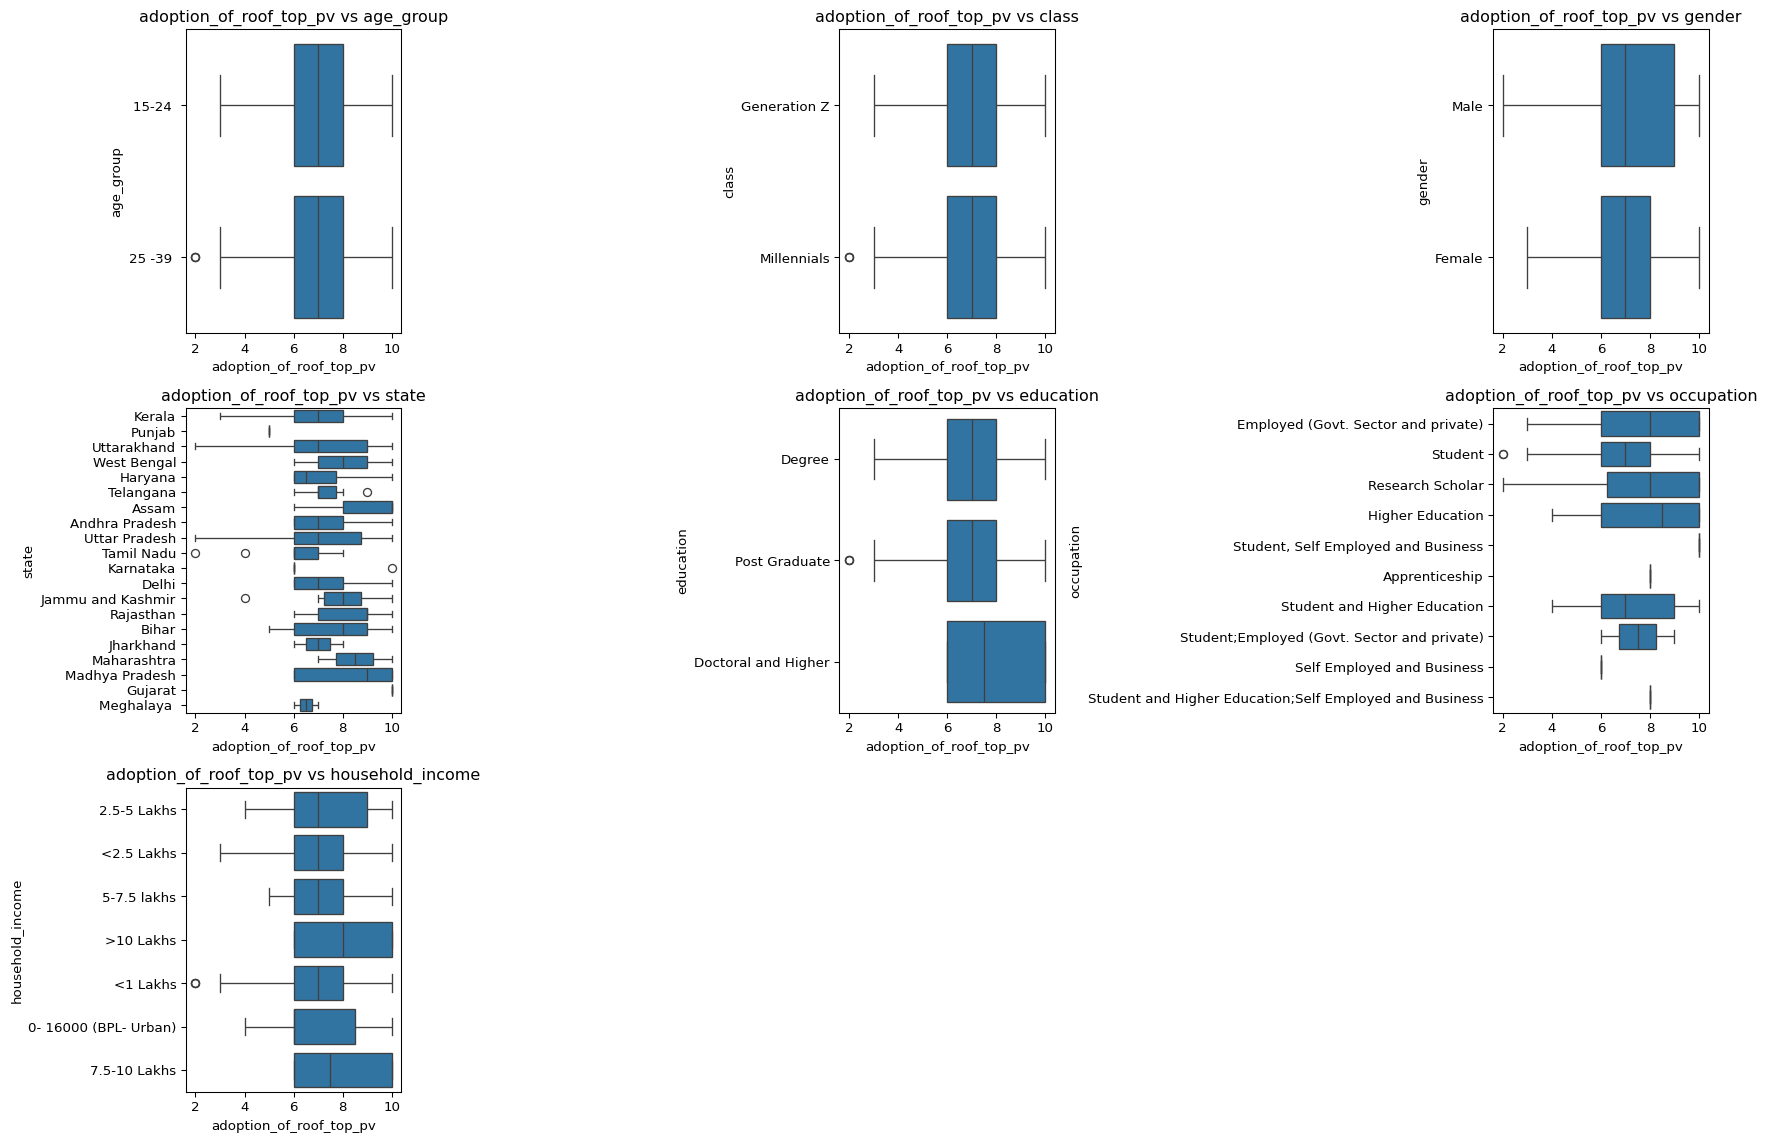 adoption_of_roof_top_pv vs age_group
age_group
15-24
25 -39
2 4 6 8 10
adoption_of_roof_top_pv
adoption_of_roof_top_pv vs class
class
Generation Z
Millennials
2 4 6 8 10
adoption_of_roof_top_pv
adoption_of_roof_top_pv vs gender
gender
Male
Female
2 4 6 8 10
adoption_of_roof_top_pv
adoption_of_roof_top_pv vs state
state
Kerala
Punjab
Uttarakhand
West Bengal
Haryana
Telangana
Assam
Andhra Pradesh
Uttar Pradesh
Tamil Nadu
Karnataka
Delhi
Jammu and Kashmir
Rajasthan
Bihar
Jharkhand
Maharashtra
Madhya Pradesh
Gujarat
Meghalaya
2 4 6 8 10
adoption_of_roof_top_pv
adoption_of_roof_top_pv vs education
education
Degree
Post Graduate
Doctoral and Higher
2 4 6 8 10
adoption_of_roof_top_pv
adoption_of_roof_top_pv vs occupation
occupation
Employed (Govt. Sector and private)
Student
Research Scholar
Higher Education
Student, Self Employed and Business
Apprenticeship
Student and Higher Education
Student;Employed (Govt. Sector and private)
Self Employed and Business
Student and Higher Education;Self Employed and Business
2 4 6 8 10
adoption_of_roof_top_pv
adoption_of_roof_top_pv vs household_income
household_income
2.5-5 Lakhs
<2.5 Lakhs
5-7.5 lakhs
>10 Lakhs
<1 Lakhs
0- 16000 (BPL- Urban)
7.5-10 Lakhs
2 4 6 8 10
adoption_of_roof_top_pv